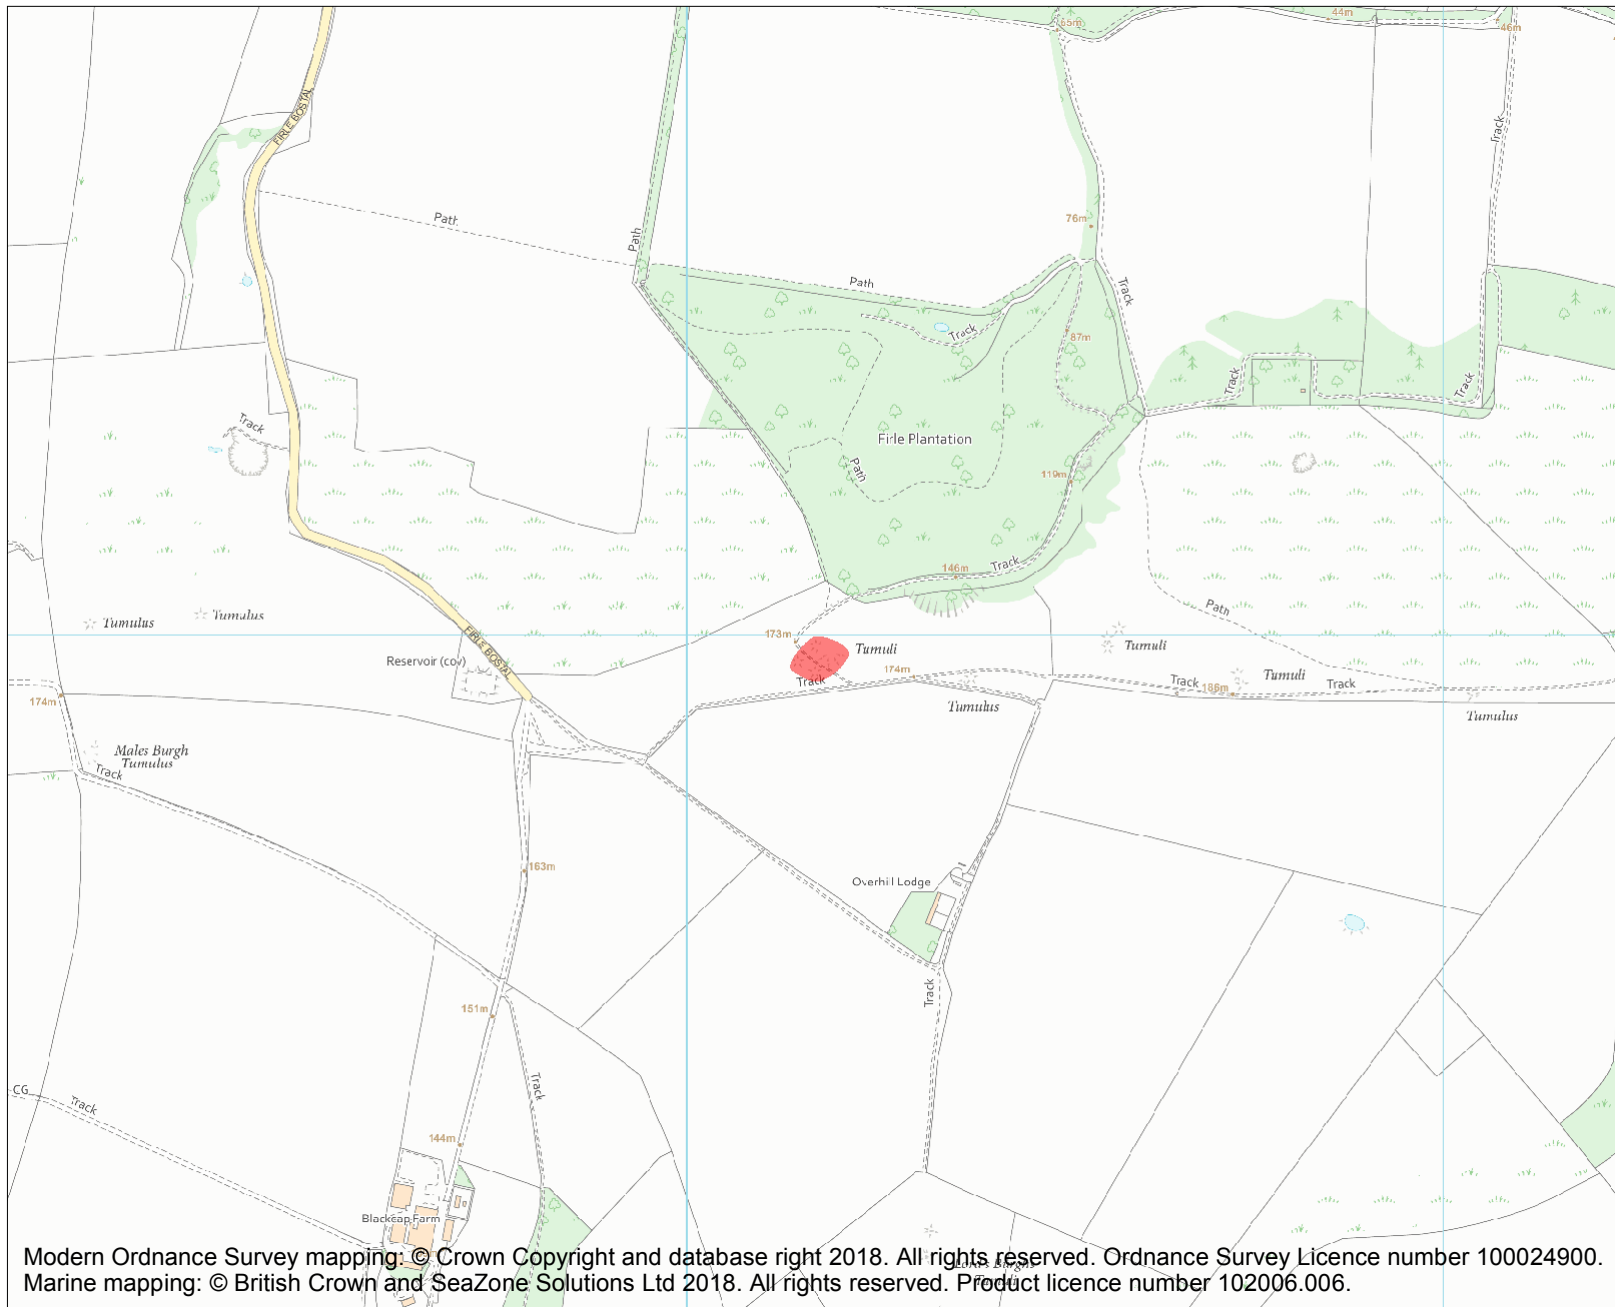 65m
44m
46m
FIRLE BOSTAL
Track
Path
Path
76m
Path
Track
Track
87m
Track
Track
Track
Firle Plantation
Path
119m
146m
Track
Path
Tumulus
Tumulus
FIRLE BOSTAL
173m
Tumuli
Tumuli
Reservoir (cov)
174m
Track
Tumuli
Track
186m
Track
174m
Tumulus
Tumulus
Males Burgh
Tumulus
Track
163m
Overhill Lodge
151m
Track
Track
CG
Track
144m
Blackcap Farm
Lord's Burghs
Tumuli
Modern Ordnance Survey mapping: © Crown Copyright and database right 2018. All rights reserved. Ordnance Survey Licence number 100024900.
Marine mapping: © British Crown and SeaZone Solutions Ltd 2018. All rights reserved. Product licence number 102006.006.